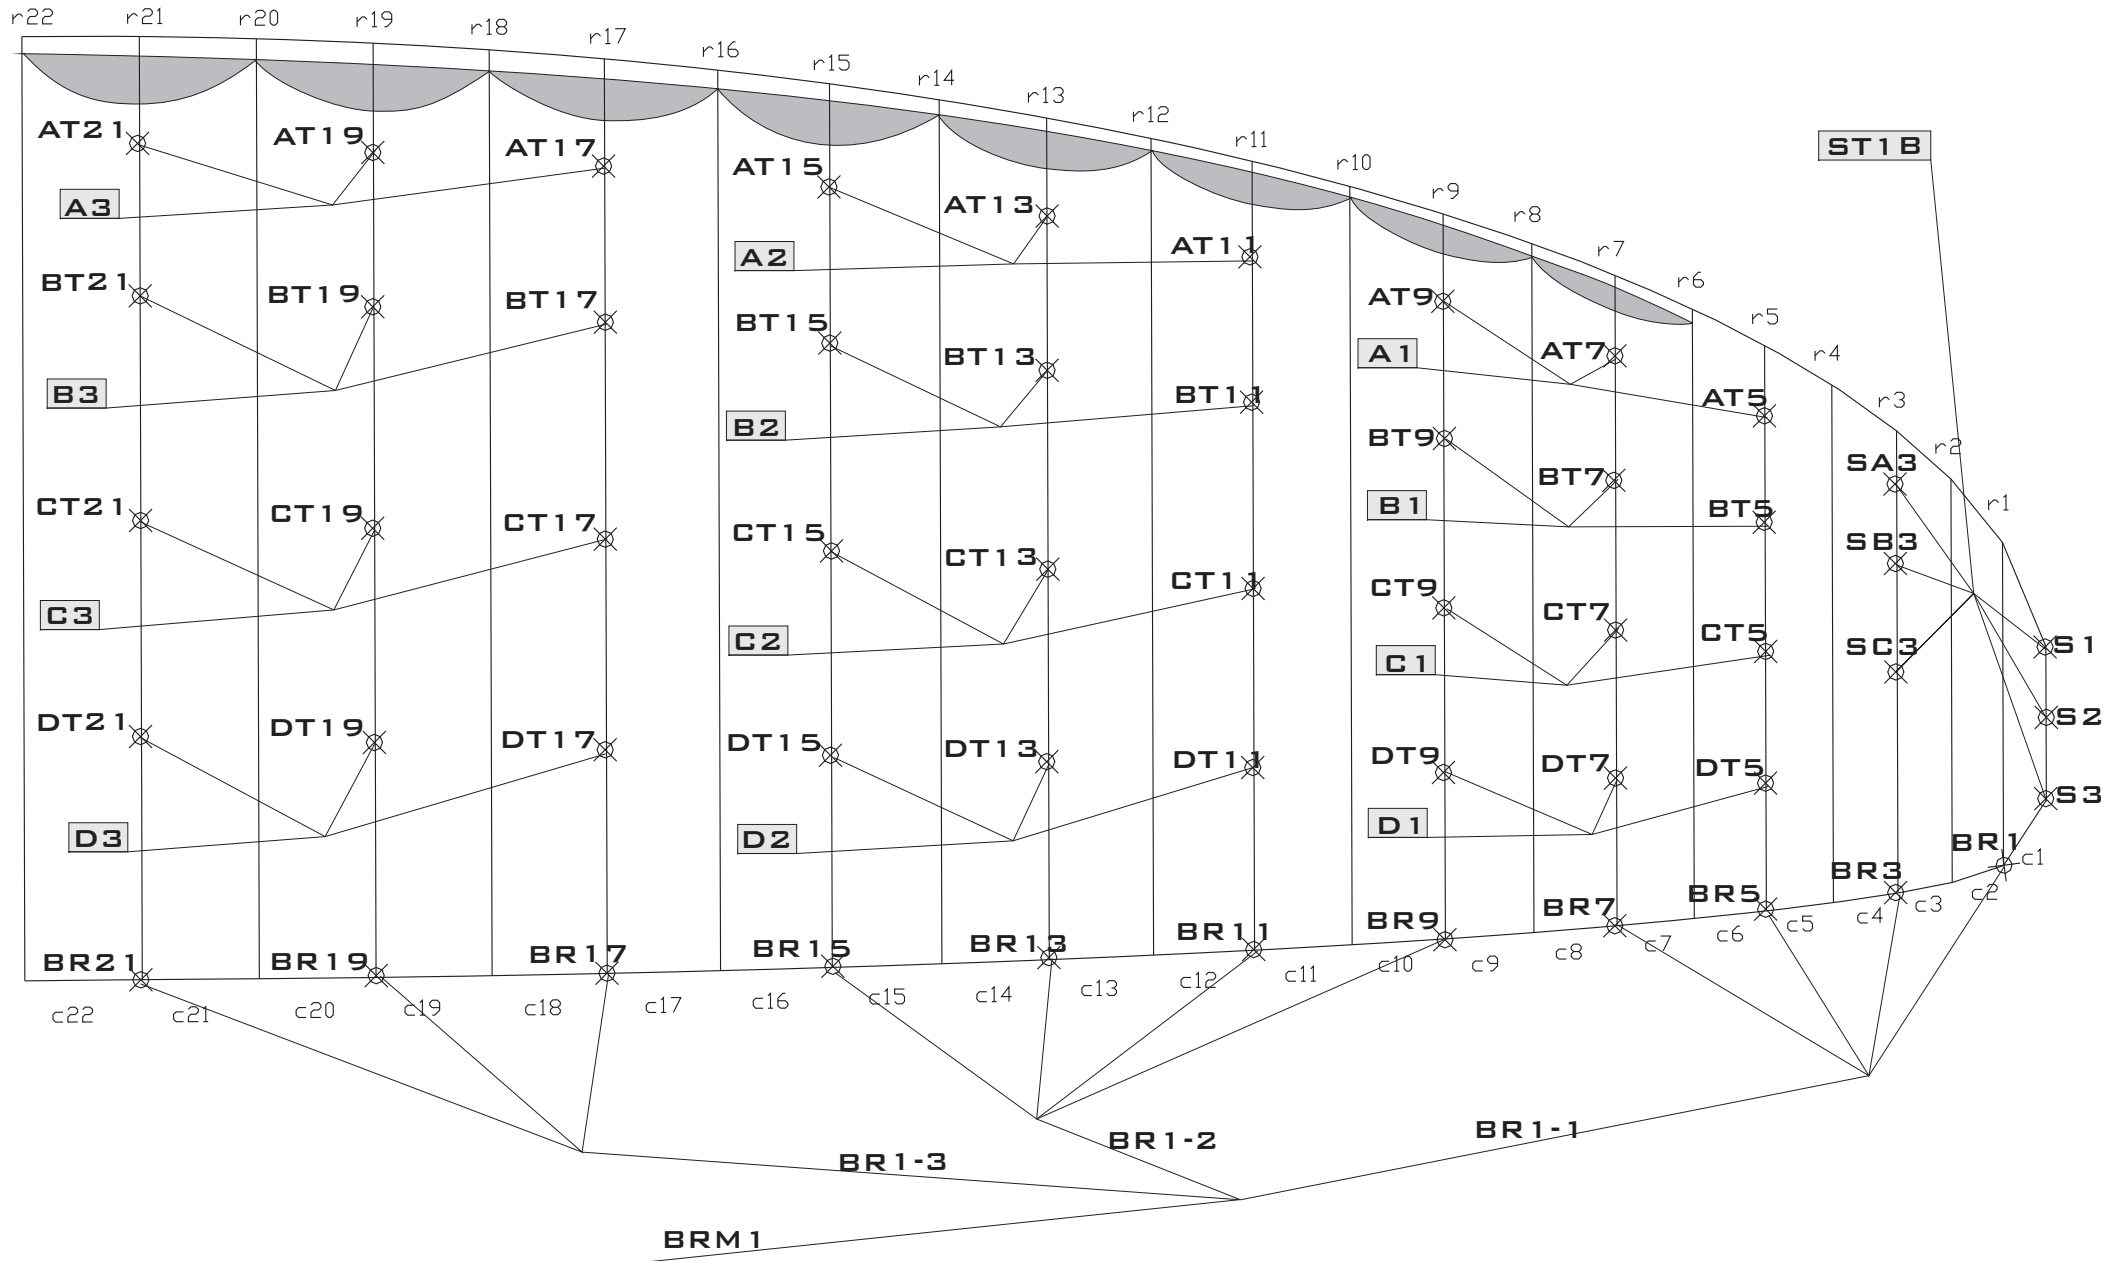 r22 r21 r20 r19 r18 r17 r16 r15 r14 r13 r12 r11 r10 r9 r8 r7 r6 r5 r4 r3 r2 r1
ST1B
AT21 AT19 AT17 AT15 AT13 AT11 AT9 AT7 AT5
A3 A2 A1
BT21 BT19 BT17 BT15 BT13 BT11 BT9 BT7 BT5
B3 B2 B1
SA3
SB3
SC3
CT21 CT19 CT17 CT15 CT13 CT11 CT9 CT7 CT5
C3 C2 C1
S1
S2
S3
DT21 DT19 DT17 DT15 DT13 DT11 DT9 DT7 DT5
D3 D2 D1
BR21 BR19 BR17 BR15 BR13 BR11 BR9 BR7 BR5 BR3 BR1
c22 c21 c20 c19 c18 c17 c16 c15 c14 c13 c12 c11 c10 c9 c8 c7 c6 c5 c4 c3 c2 c1
BR1-3 BR1-2 BR1-1
BRM1